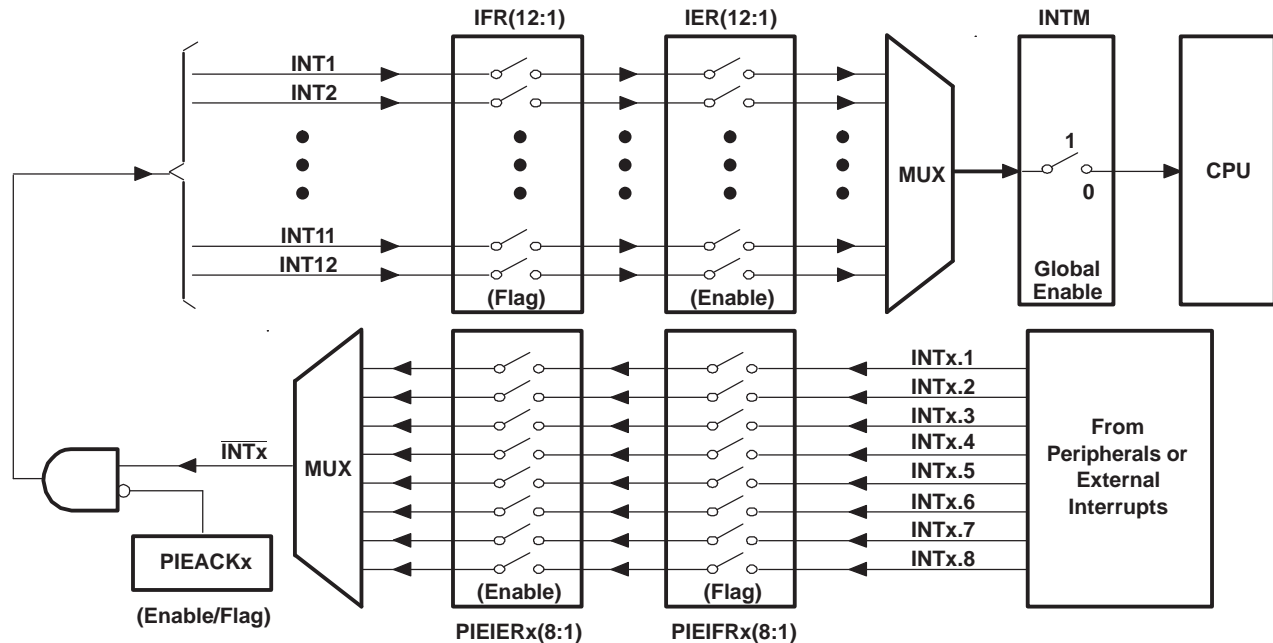 IFR(12:1)
IER(12:1)
INTM
INT1
INT2
INT11
INT12
(Flag)
(Enable)
MUX
1
0
Global
Enable
CPU
INTx.1
INTx.2
INTx.3
INTx.4
INTx.5
INTx.6
INTx.7
INTx.8
From
Peripherals or
External
Interrupts
INTx
MUX
PIEACKx
(Enable/Flag)
(Enable)
(Flag)
PIEIERx(8:1)
PIEIFRx(8:1)